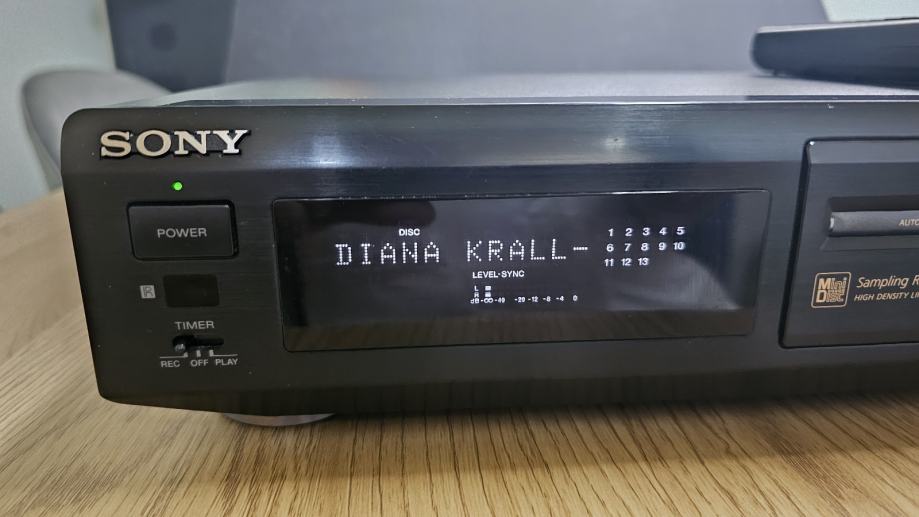 SONY
POWER
IR
TIMER
REC OFF PLAY
DISC
DIANA KRALL-
LEVEL-SYNC
L
R
dB-∞-40 -20 -12 -8 -4 0
1 2 3 4 5
6 7 8 9 10
11 12 13
AUTO
Mini
Disc
Sampling R
HIGH DENSITY LI